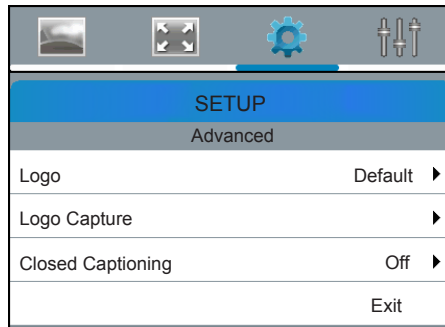 SETUP
Advanced
Logo Default
Logo Capture
Closed Captioning Off
Exit